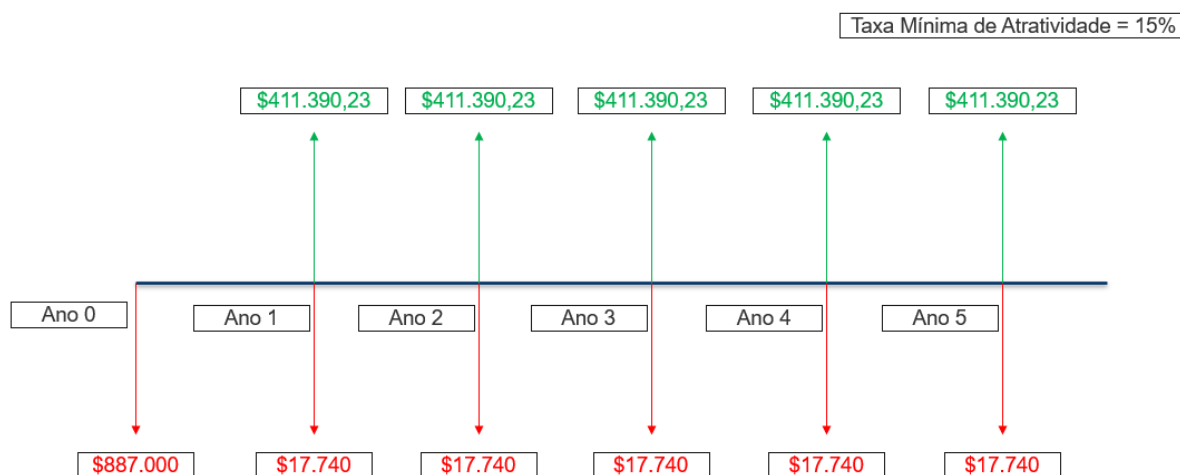 Taxa Mínima de Atratividade = 15%
$411.390,23 $411.390,23 $411.390,23 $411.390,23 $411.390,23
Ano 0 Ano 1 Ano 2 Ano 3 Ano 4 Ano 5
$887.000 $17.740 $17.740 $17.740 $17.740 $17.740